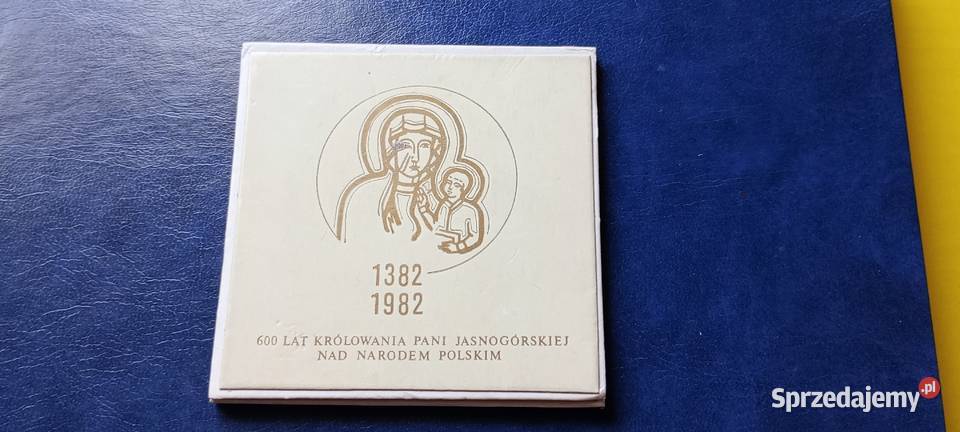 1382
1982
600 LAT KRÓLOWANIA PANI JASNOGÓRSKIEJ
NAD NARODEM POLSKIM
Sprzedajemy.pl